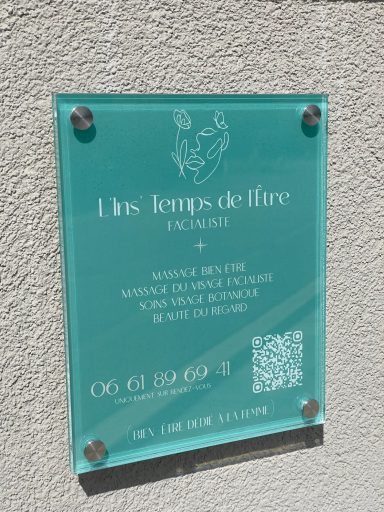 L'Ins' Temps de l'Être
FACIALISTE
MASSAGE BIEN ÊTRE
MASSAGE DU VISAGE FACIALISTE
SOINS VISAGE BOTANIQUE
BEAUTÉ DU REGARD
06 61 89 69 41
UNIQUEMENT SUR RENDEZ-VOUS
(BIEN-ÊTRE DÉDIÉ À LA FEMME)